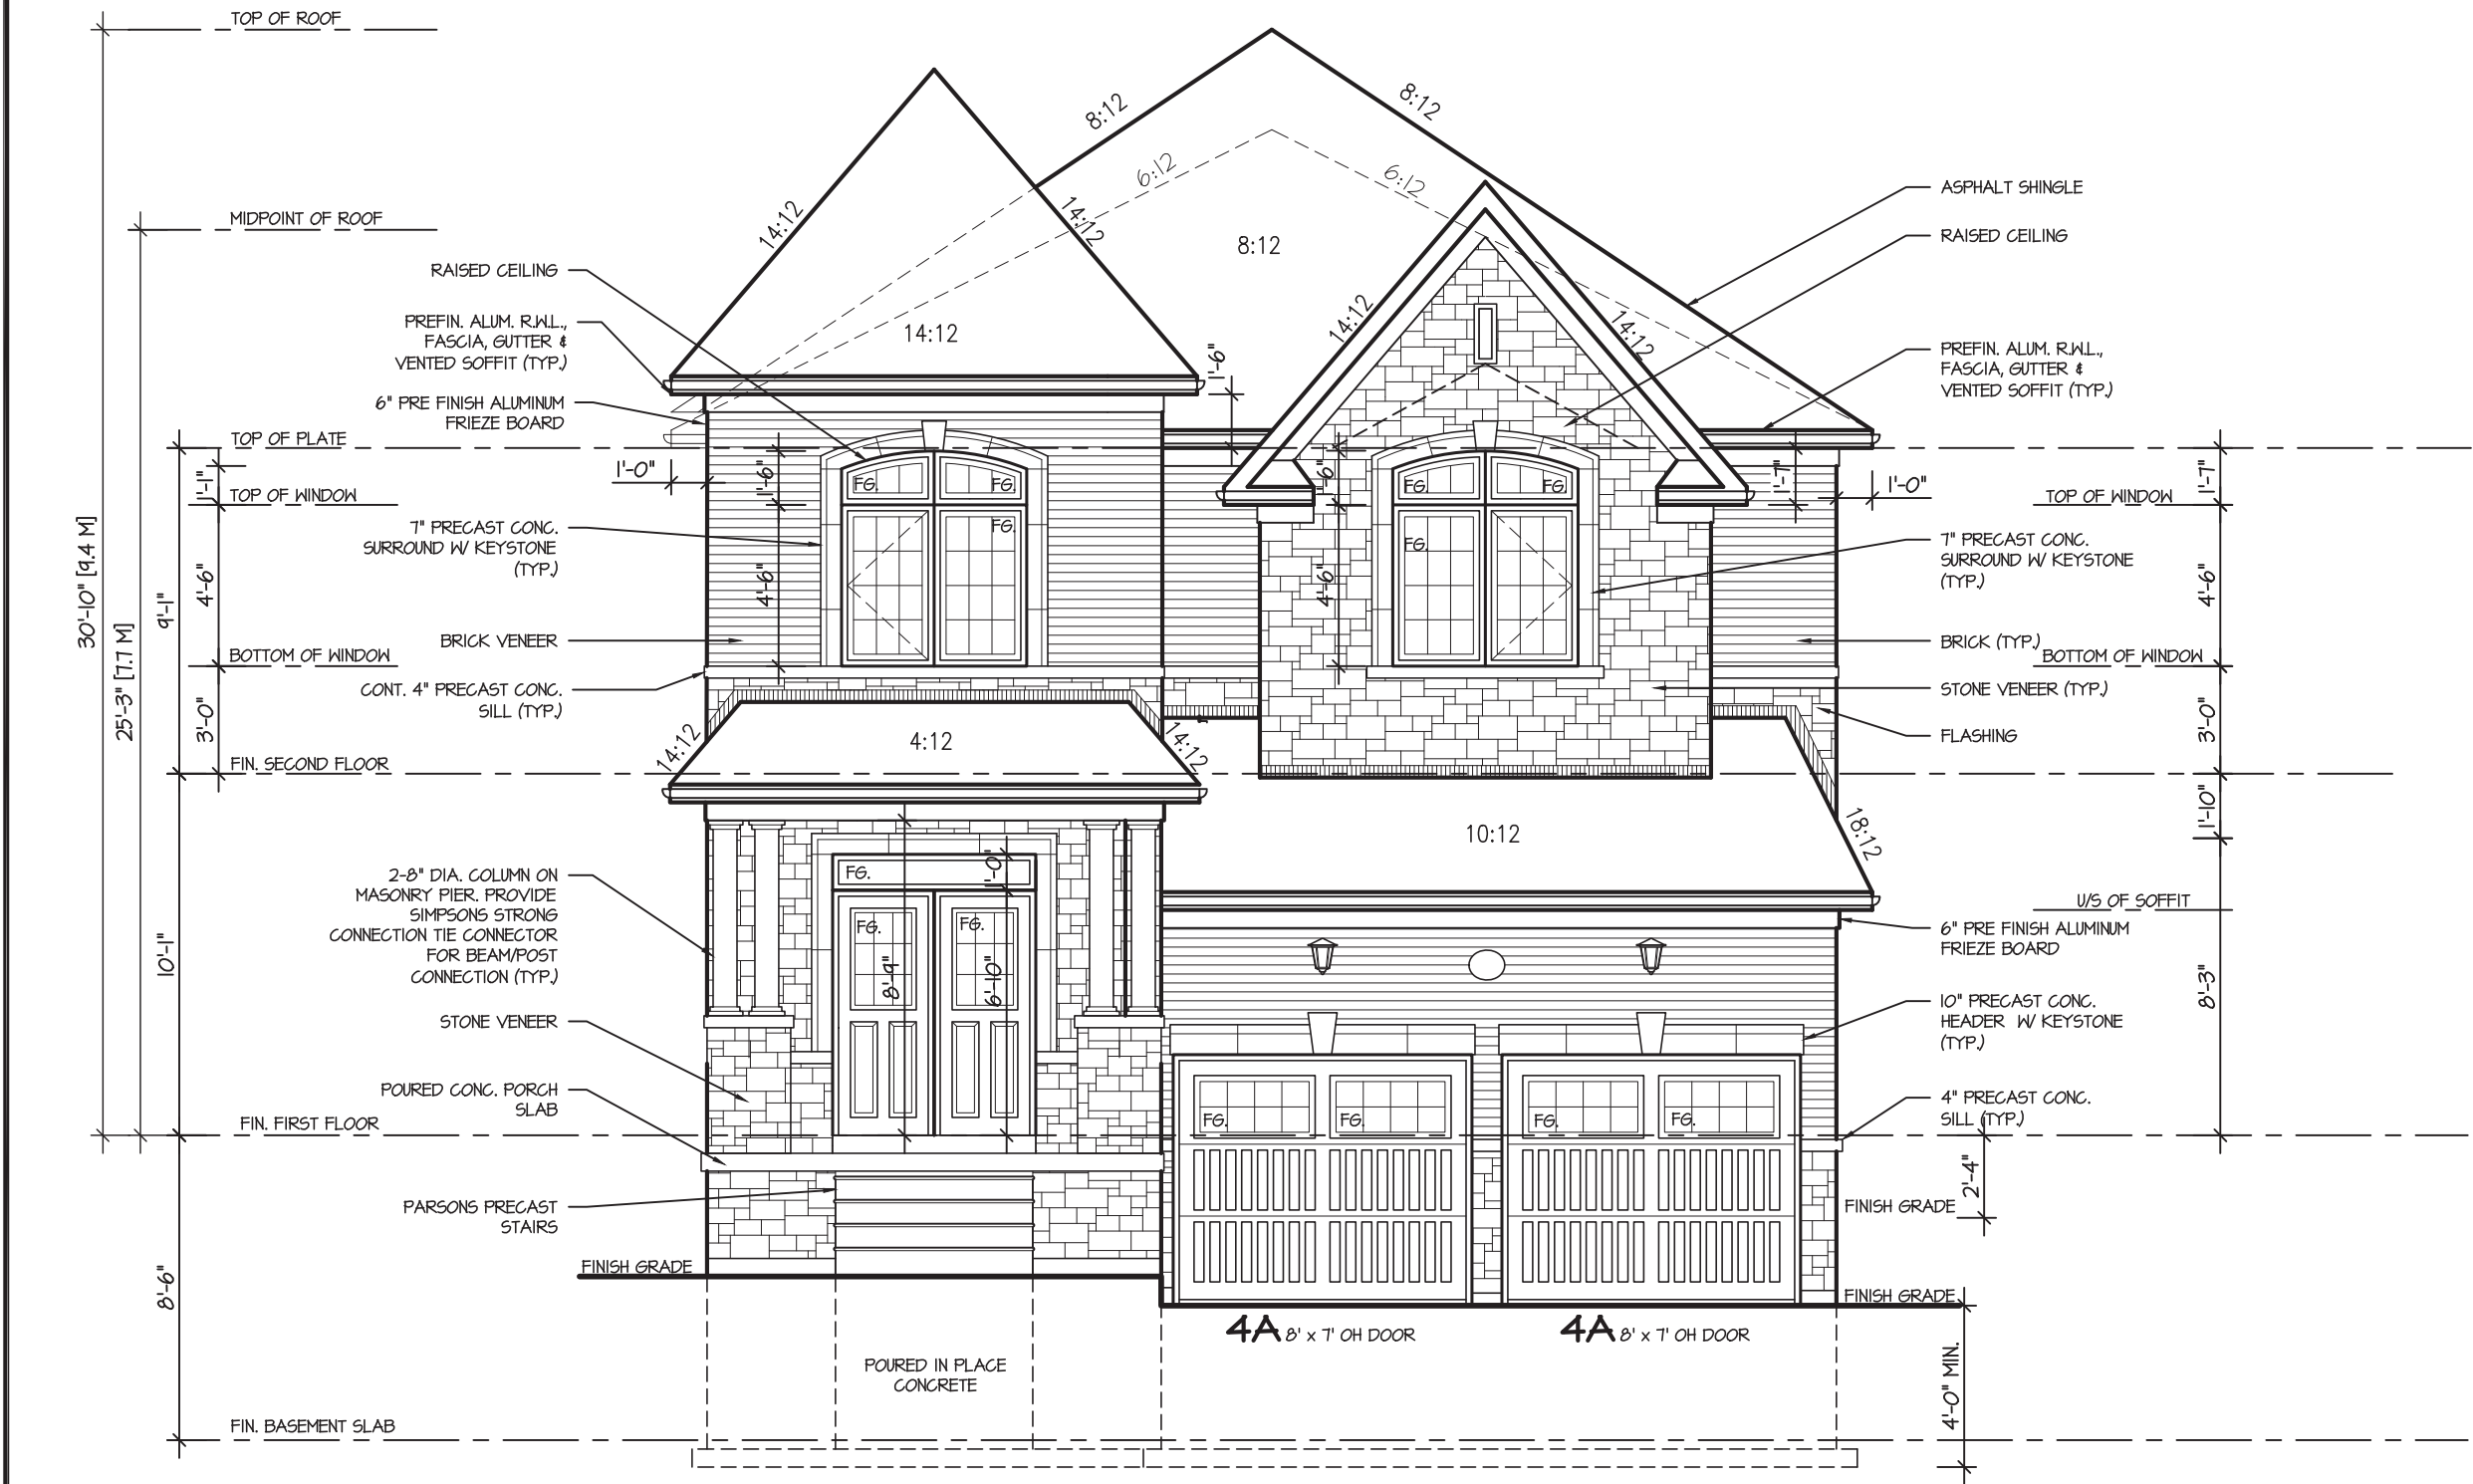 TOP OF ROOF
8:12
8:12
6:12
6:12
ASPHALT SHINGLE
MIDPOINT OF ROOF
14:12
14:12
RAISED CEILING
8:12
RAISED CEILING
PREFIN. ALUM. R.W.L.,
FASCIA, GUTTER &
VENTED SOFFIT (TYP.)
14:12
14:12
14:12
1'-6"
PREFIN. ALUM. R.W.L.,
FASCIA, GUTTER &
VENTED SOFFIT (TYP.)
6" PRE FINISH ALUMINUM
FRIEZE BOARD
TOP OF PLATE
1'-0"
1'-1"
1'-6"
FG.
FG.
1'-6"
FG.
FG.
1'-7"
1'-0"
1'-7"
TOP OF WINDOW
TOP OF WINDOW
7" PRECAST CONC.
SURROUND W/ KEYSTONE
(TYP.)
FG.
FG.
7" PRECAST CONC.
SURROUND W/ KEYSTONE
(TYP.)
30'-10" [9.4 M]
25'-3" [7.7 M]
9'-1"
4'-6"
4'-6"
4'-6"
4'-6"
BRICK VENEER
BRICK (TYP.)
BOTTOM OF WINDOW
BOTTOM OF WINDOW
CONT. 4" PRECAST CONC.
SILL (TYP.)
STONE VENEER (TYP.)
3'-0"
14:12
4:12
14:12
FLASHING
3'-0"
FIN. SECOND FLOOR
10:12
18:12
1'-10"
2-8" DIA. COLUMN ON
MASONRY PIER. PROVIDE
SIMPSONS STRONG
CONNECTION TIE CONNECTOR
FOR BEAM/POST
CONNECTION (TYP.)
FG.
1'-0"
FG.
FG.
8'-9"
6'-10"
U/S OF SOFFIT
6" PRE FINISH ALUMINUM
FRIEZE BOARD
10'-1"
8'-3"
STONE VENEER
10" PRECAST CONC.
HEADER W/ KEYSTONE
(TYP.)
POURED CONC. PORCH
SLAB
4" PRECAST CONC.
SILL (TYP.)
FIN. FIRST FLOOR
FG.
FG.
FG.
FG.
2'-4"
PARSONS PRECAST
STAIRS
FINISH GRADE
FINISH GRADE
FINISH GRADE
8'-6"
4A 8' x 7' OH DOOR
4A 8' x 7' OH DOOR
POURED IN PLACE
CONCRETE
4'-0" MIN.
FIN. BASEMENT SLAB